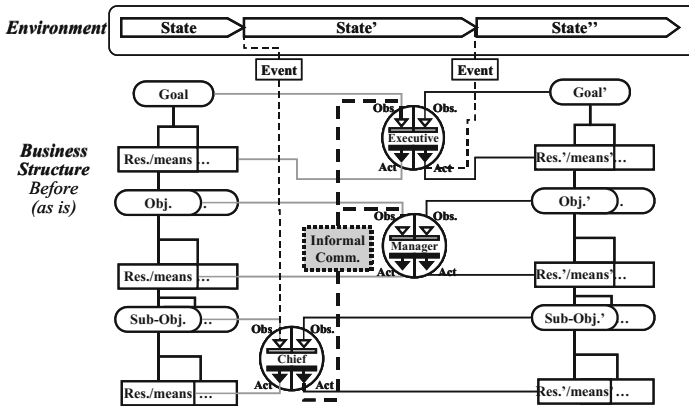 Environment
State
State'
State''
Event
Event
Goal
Goal'
Obs.
Obs.
Executive
Act
Act
Res./means ...
Res.'/means' ...
Business
Structure
Before
(as is)
Obj.
Obj.'
..
Obs.
Obs.
Manager
Act
Act
Informal
Comm.
Res./means ...
Res.'/means' ...
Sub-Obj. ..
Sub-Obj.' ..
Obs.
Obs.
Chief
Act
Act
Res./means ...
Res.'/means' ...